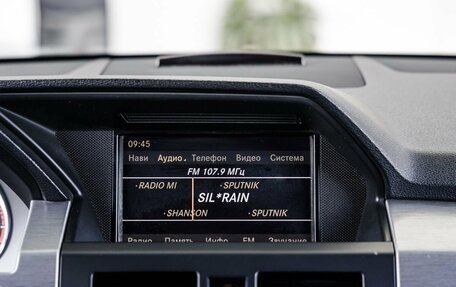 09:45
Нави Аудио Телефон Видео Система
FM 107.9 МГц
·RADIO MI ·SPUTNIK
SIL*RAIN
·SHANSON ·SPUTNIK
Радио Память Инфо FM Звучание